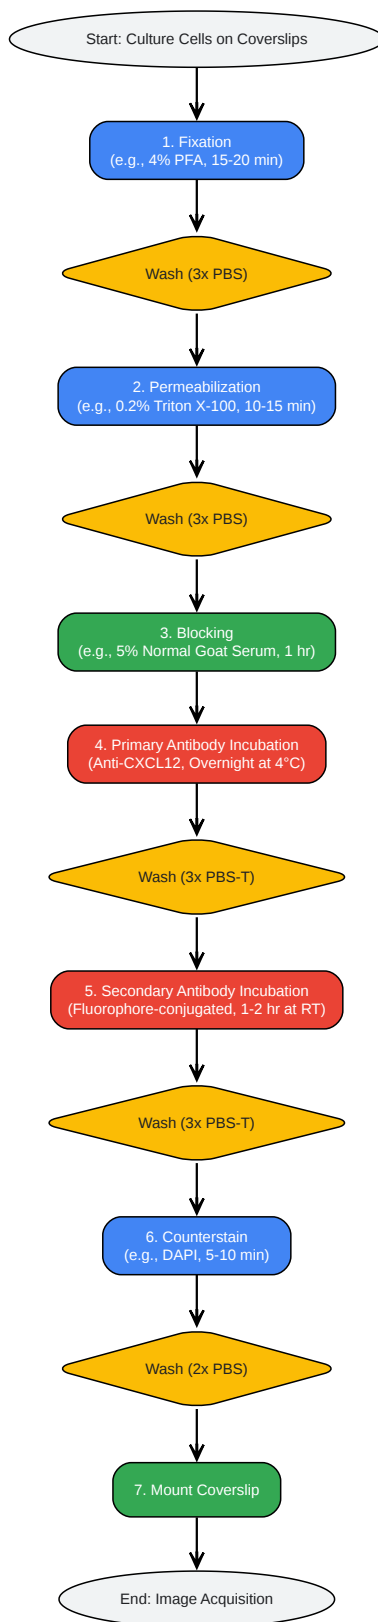 Start: Culture Cells on Coverslips
1. Fixation
(e.g., 4% PFA, 15-20 min)
Wash (3x PBS)
2. Permeabilization
(e.g., 0.2% Triton X-100, 10-15 min)
Wash (3x PBS)
3. Blocking
(e.g., 5% Normal Goat Serum, 1 hr)
4. Primary Antibody Incubation
(Anti-CXCL12, Overnight at 4°C)
Wash (3x PBS-T)
5. Secondary Antibody Incubation
(Fluorophore-conjugated, 1-2 hr at RT)
Wash (3x PBS-T)
6. Counterstain
(e.g., DAPI, 5-10 min)
Wash (2x PBS)
7. Mount Coverslip
End: Image Acquisition